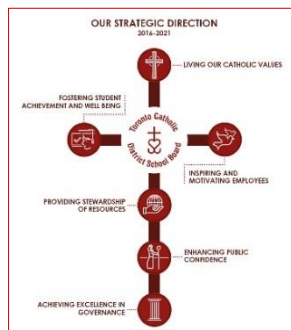 OUR STRATEGIC DIRECTION
2016-2021
LIVING OUR CATHOLIC VALUES
FOSTERING STUDENT
ACHIEVEMENT AND WELL BEING
Toronto Catholic
District School Board
INSPIRING AND
MOTIVATING EMPLOYEES
PROVIDING STEWARDSHIP
OF RESOURCES
ENHANCING PUBLIC
CONFIDENCE
ACHIEVING EXCELLENCE IN
GOVERNANCE